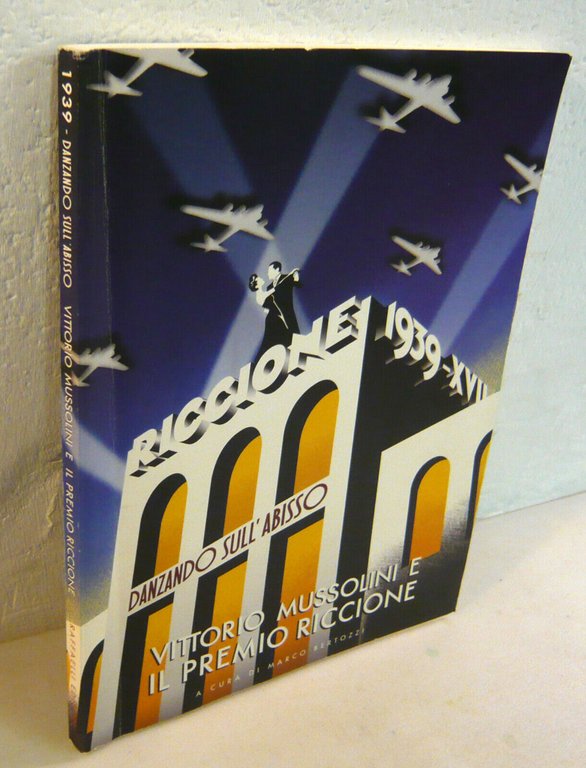 1939 - DANZANDO SULL'ABISSO VITTORIO MUSSOLINI E IL PREMIO RICCIONE
RICCIONE
1939-XVII
DANZANDO SULL'ABISSO
VITTORIO MUSSOLINI E
IL PREMIO RICCIONE
A CURA DI MARCO BERTOZZI